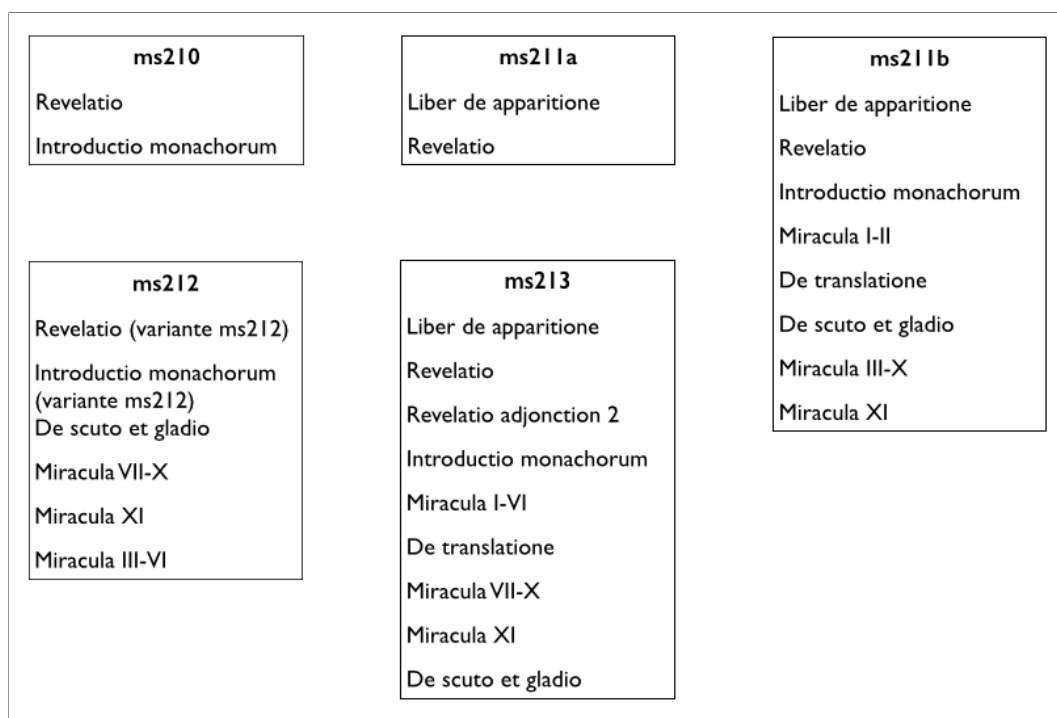 ms210
Revelatio
Introductio monachorum
ms211a
Liber de apparitione
Revelatio
ms211b
Liber de apparitione
Revelatio
Introductio monachorum
Miracula I-II
De translatione
De scuto et gladio
Miracula III-X
Miracula XI
ms212
Revelatio (variante ms212)
Introductio monachorum
(variante ms212)
De scuto et gladio
Miracula VII-X
Miracula XI
Miracula III-VI
ms213
Liber de apparitione
Revelatio
Revelatio adjonction 2
Introductio monachorum
Miracula I-VI
De translatione
Miracula VII-X
Miracula XI
De scuto et gladio